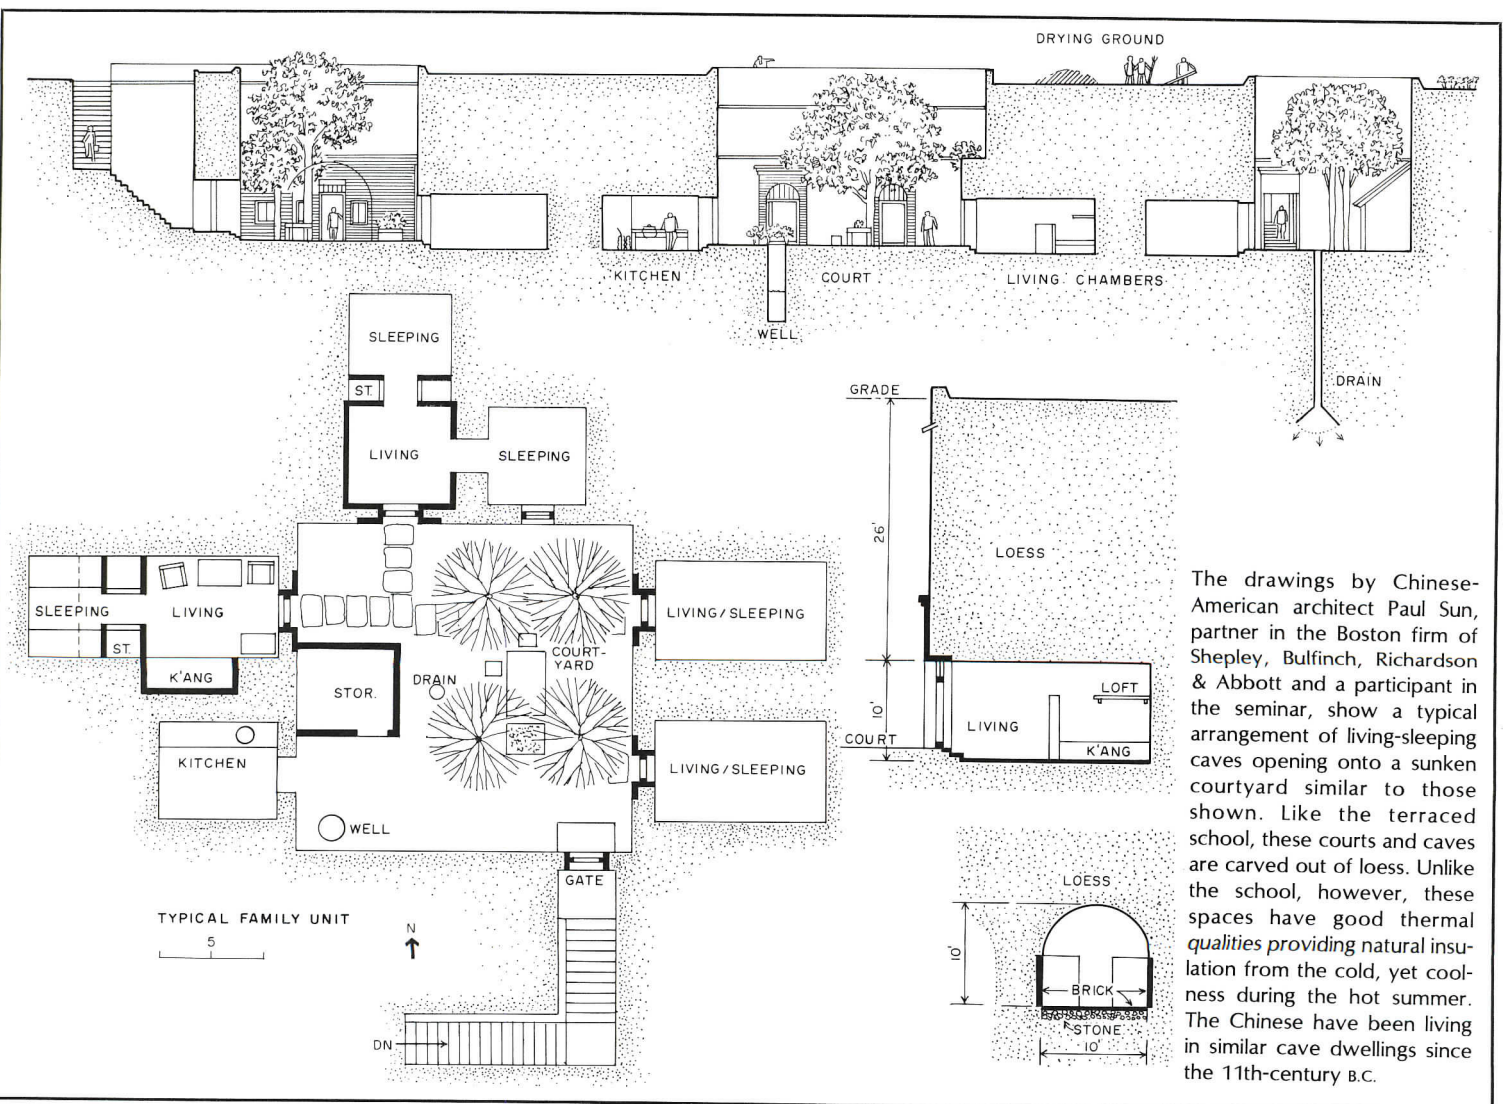 DRYING GROUND
KITCHEN
COURT
LIVING CHAMBERS
WELL
DRAIN
SLEEPING
ST.
LIVING
SLEEPING
SLEEPING
LIVING
ST.
K'ANG
STOR.
DRAIN
COURT-
YARD
LIVING/SLEEPING
KITCHEN
LIVING/SLEEPING
WELL
GATE
TYPICAL FAMILY UNIT
5
N
DN
GRADE
26'
LOESS
10'
LOFT
LIVING
COURT
K'ANG
LOESS
10'
BRICK
STONE
10'
The drawings by Chinese-
American architect Paul Sun,
partner in the Boston firm of
Shepley, Bulfinch, Richardson
& Abbott and a participant in
the seminar, show a typical
arrangement of living-sleeping
caves opening onto a sunken
courtyard similar to those
shown. Like the terraced
school, these courts and caves
are carved out of loess. Unlike
the school, however, these
spaces have good thermal
qualities providing natural insu-
lation from the cold, yet cool-
ness during the hot summer.
The Chinese have been living
in similar cave dwellings since
the 11th-century B.C.